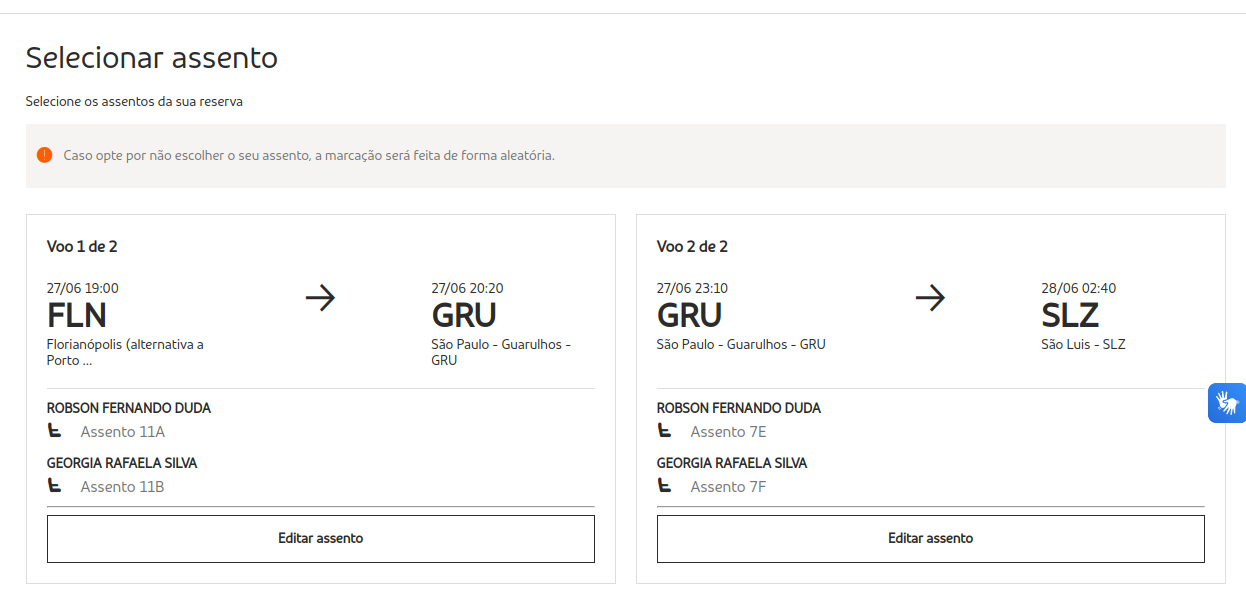 Selecionar assento
Selecione os assentos da sua reserva
Caso opte por não escolher o seu assento, a marcação será feita de forma aleatória.
Voo 1 de 2
27/06 19:00
FLN
Florianópolis (alternativa a
Porto ...
27/06 20:20
GRU
São Paulo - Guarulhos -
GRU
ROBSON FERNANDO DUDA
Assento 11A
GEORGIA RAFAELA SILVA
Assento 11B
Editar assento
Voo 2 de 2
27/06 23:10
GRU
São Paulo - Guarulhos - GRU
28/06 02:40
SLZ
São Luis - SLZ
ROBSON FERNANDO DUDA
Assento 7E
GEORGIA RAFAELA SILVA
Assento 7F
Editar assento